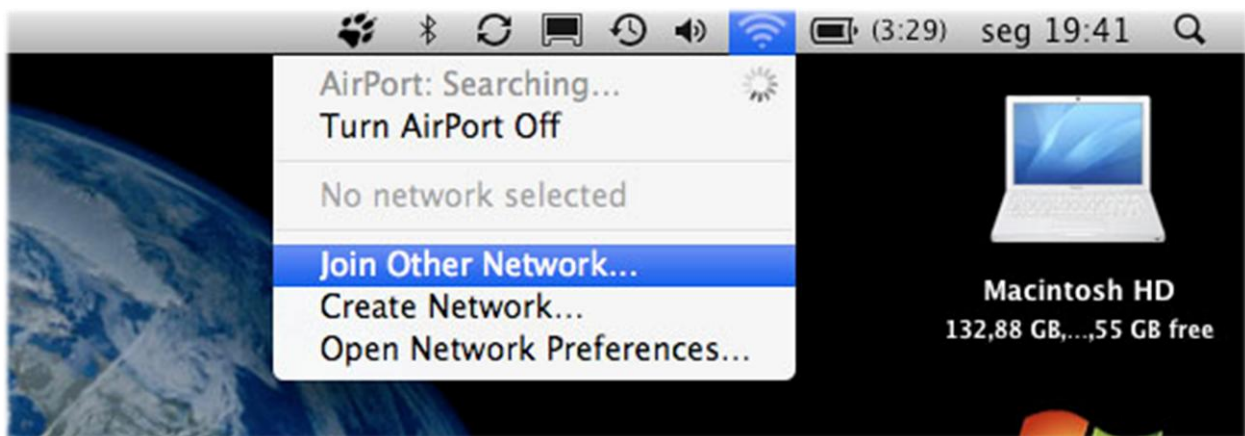 (3:29) seg 19:41
AirPort: Searching...
Turn AirPort Off
No network selected
Join Other Network...
Create Network...
Open Network Preferences...
Macintosh HD
132,88 GB,...,55 GB free